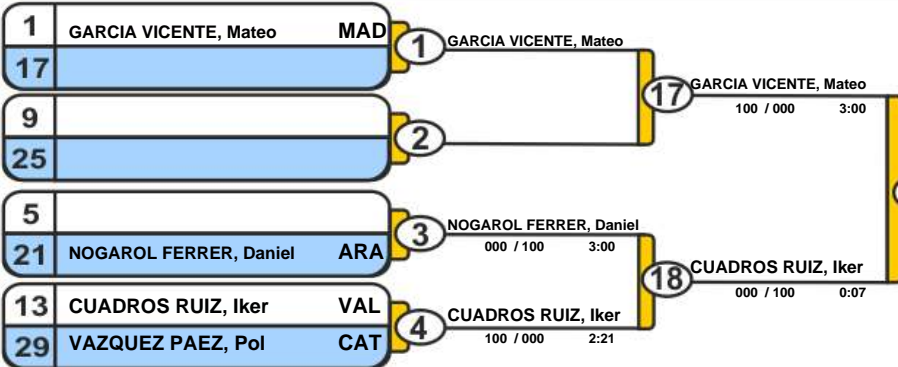 1 GARCIA VICENTE, Mateo MAD
17
1 GARCIA VICENTE, Mateo
9
25
2
17 GARCIA VICENTE, Mateo
100 / 000 3:00
5
21 NOGAROL FERRER, Daniel ARA
3 NOGAROL FERRER, Daniel
000 / 100 3:00
13 CUADROS RUIZ, Iker VAL
29 VAZQUEZ PAEZ, Pol CAT
4 CUADROS RUIZ, Iker
100 / 000 2:21
18 CUADROS RUIZ, Iker
000 / 100 0:07